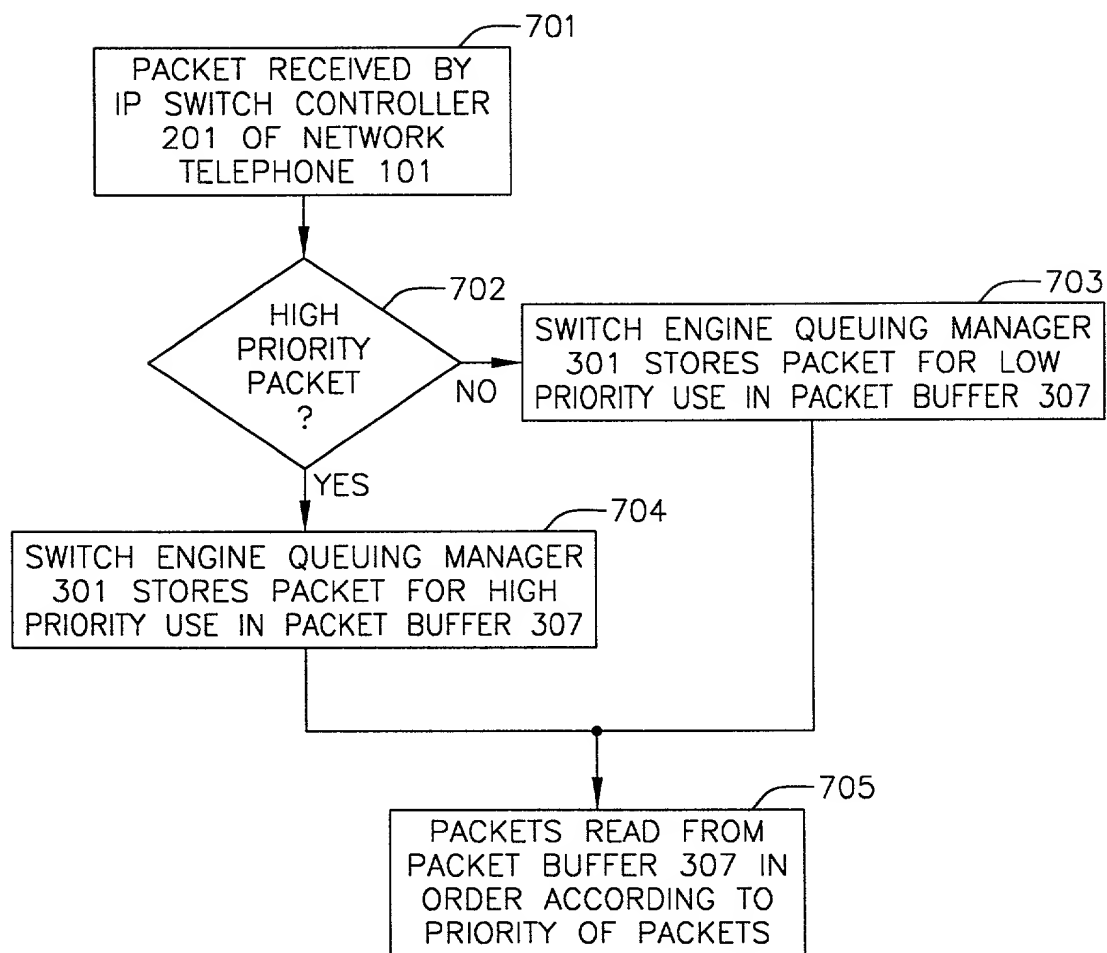 701
PACKET RECEIVED BY
IP SWITCH CONTROLLER
201 OF NETWORK
TELEPHONE 101
702
HIGH
PRIORITY
PACKET
?
NO
YES
703
SWITCH ENGINE QUEUING MANAGER
301 STORES PACKET FOR LOW
PRIORITY USE IN PACKET BUFFER 307
704
SWITCH ENGINE QUEUING MANAGER
301 STORES PACKET FOR HIGH
PRIORITY USE IN PACKET BUFFER 307
705
PACKETS READ FROM
PACKET BUFFER 307 IN
ORDER ACCORDING TO
PRIORITY OF PACKETS